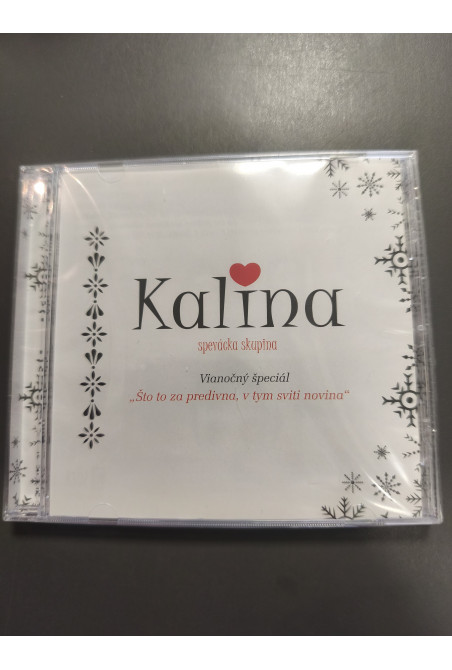 Kalina
spevácka skupina
Vianočný špeciál
„Što to za predivna, v tym sviti novina“